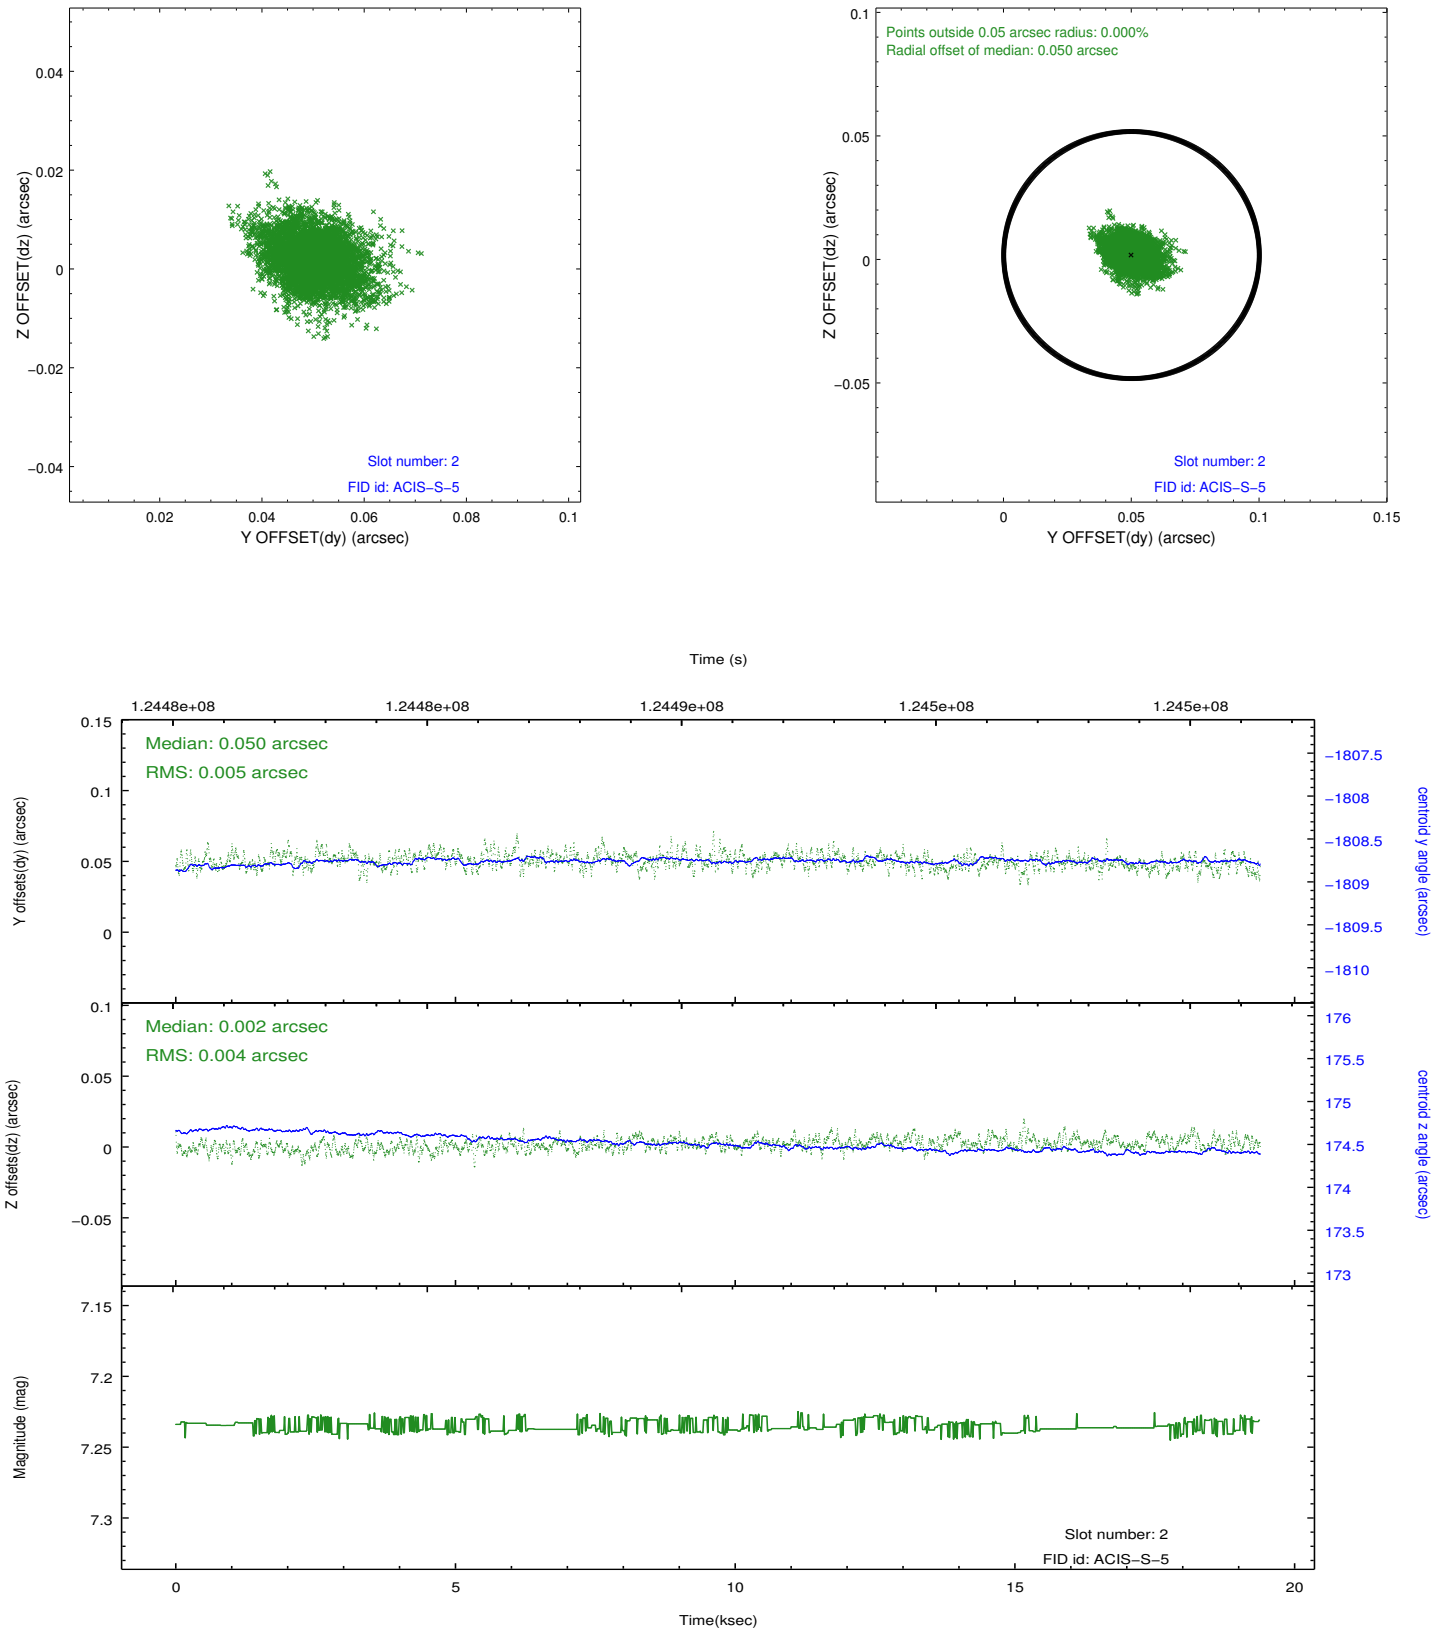 0.04
0.02
0
−0.02
−0.04
Z OFFSET(dz) (arcsec)
Slot number: 2
FID id: ACIS−S−5
0.02 0.04 0.06 0.08 0.1
Y OFFSET(dy) (arcsec)
Points outside 0.05 arcsec radius: 0.000%
Radial offset of median: 0.050 arcsec
0.1
0.05
0
−0.05
Z OFFSET(dz) (arcsec)
Slot number: 2
FID id: ACIS−S−5
0 0.05 0.1 0.15
Y OFFSET(dy) (arcsec)
Time (s)
1.2448e+08 1.2448e+08 1.2449e+08 1.245e+08 1.245e+08
Median: 0.050 arcsec
RMS: 0.005 arcsec
0.15
0.1
0.05
0
Y offsets(dy) (arcsec)
−1807.5
−1808
−1808.5
−1809
−1809.5
−1810
centroid y angle (arcsec)
Median: 0.002 arcsec
RMS: 0.004 arcsec
0.1
0.05
0
−0.05
Z offsets(dz) (arcsec)
176
175.5
175
174.5
174
173.5
173
centroid z angle (arcsec)
7.15
7.2
7.25
7.3
Magnitude (mag)
Slot number: 2
FID id: ACIS−S−5
0 5 10 15 20
Time(ksec)